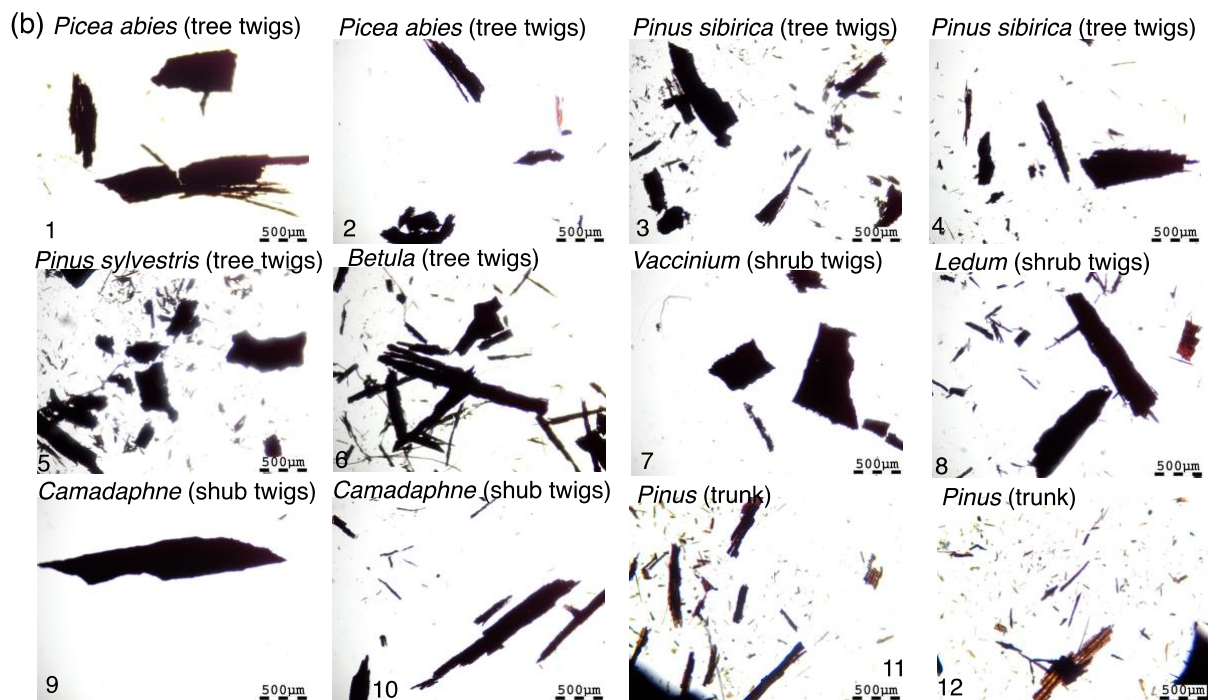 (b) Picea abies (tree twigs) Picea abies (tree twigs) Pinus sibirica (tree twigs) Pinus sibirica (tree twigs)
1 500µm 2 500µm 3 500µm 4 500µm
Pinus sylvestris (tree twigs) Betula (tree twigs) Vaccinium (shrub twigs) Ledum (shrub twigs)
5 500µm 6 500µm 7 500µm 8 500µm
Camadaphne (shub twigs) Camadaphne (shub twigs) Pinus (trunk) Pinus (trunk)
9 500µm 10 500µm 11 500µm 12 500µm